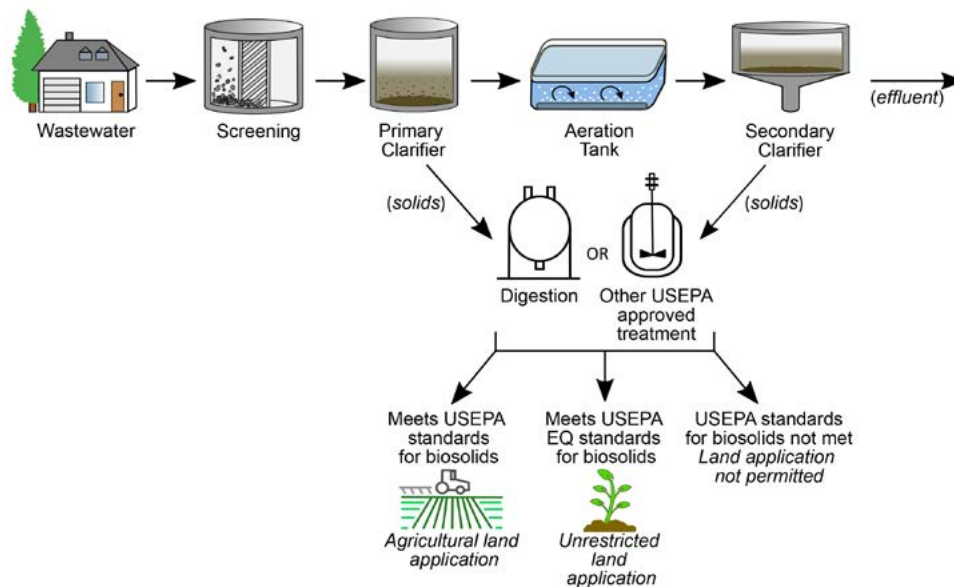 Wastewater
Screening
Primary
Clarifier
Aeration
Tank
Secondary
Clarifier
(effluent)
(solids)
(solids)
OR
Digestion
Other USEPA
approved
treatment
Meets USEPA
standards
for biosolids
Agricultural land
application
Meets USEPA
EQ standards
for biosolids
Unrestricted
land
application
USEPA standards
for biosolids not met
Land application
not permitted